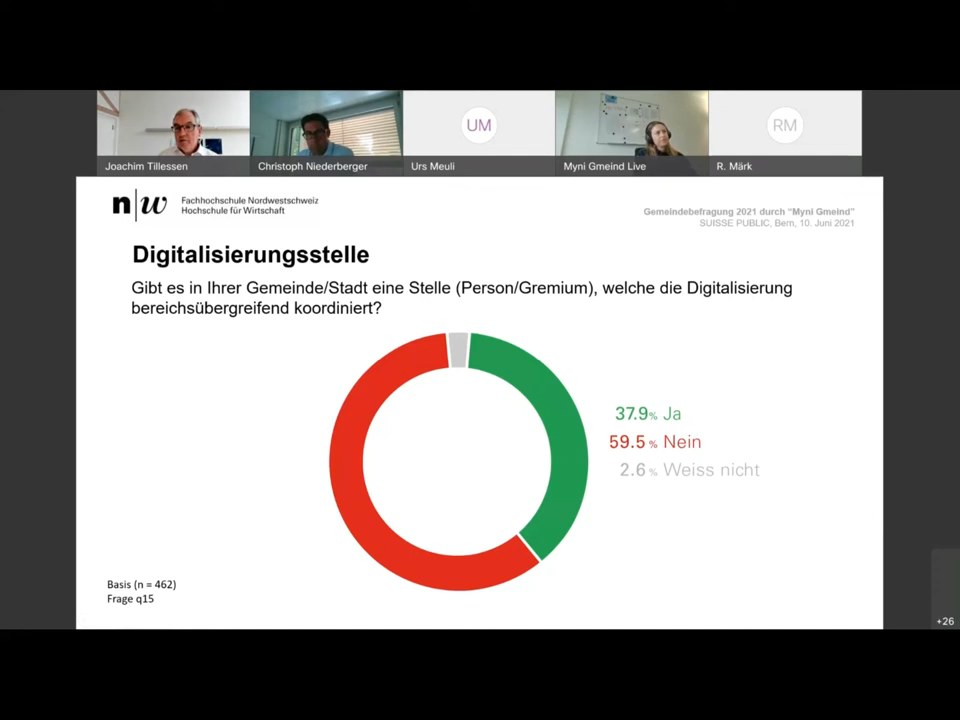 UM
RM
Joachim Tillessen
Christoph Niederberger
Urs Meuli
Myni Gmeind Live
R. Märk
n|w
Fachhochschule Nordwestschweiz
Hochschule für Wirtschaft
Gemeindebefragung 2021 durch "Myni Gmeind"
SUISSE PUBLIC, Bern, 10. Juni 2021
Digitalisierungsstelle
Gibt es in Ihrer Gemeinde/Stadt eine Stelle (Person/Gremium), welche die Digitalisierung
bereichsübergreifend koordiniert?
37.9% Ja
59.5% Nein
2.6% Weiss nicht
Basis (n = 462)
Frage q15
+26